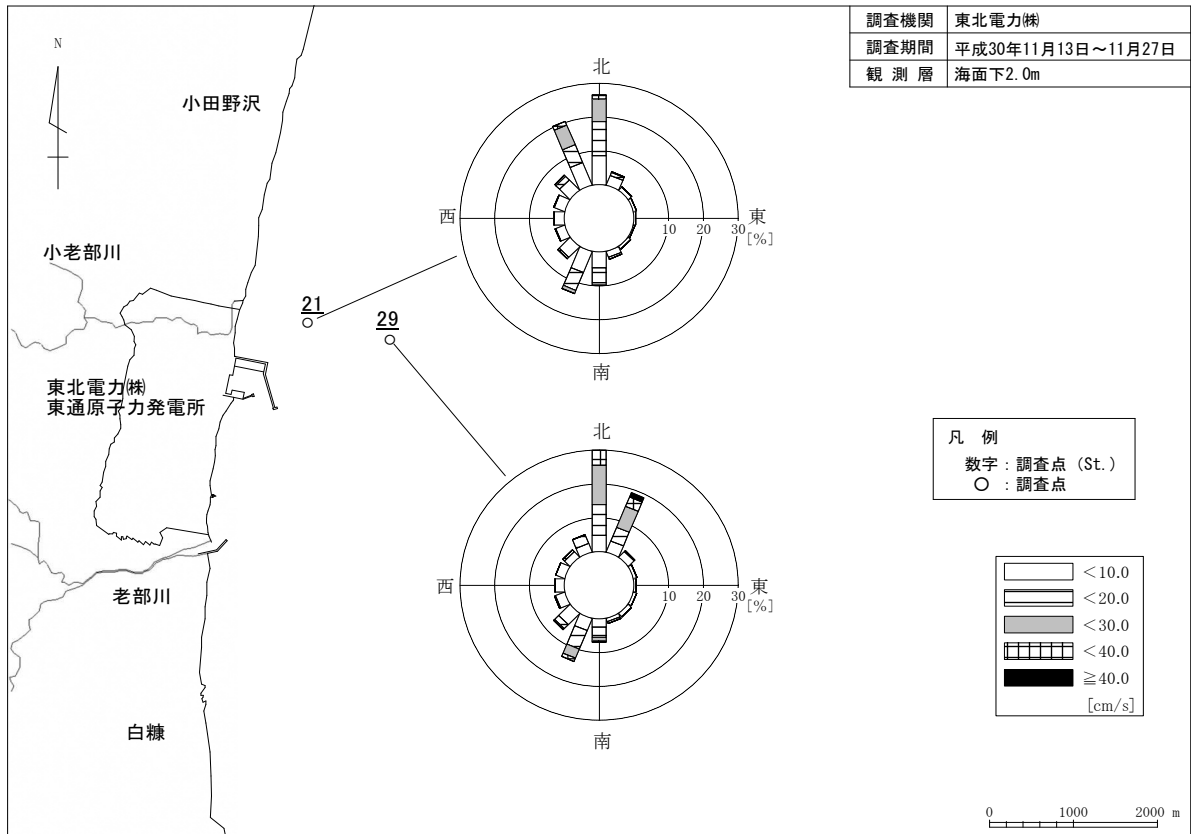 調査機関 東北電力㈱
調査期間 平成30年11月13日~11月27日
観測層 海面下2.0m
N
小田野沢
小老部川
21
29
東北電力㈱
東通原子力発電所
老部川
白糠
北
西
東
10 20 30
[%]
南
北
西
東
10 20 30
[%]
南
凡 例
数字:調査点 (St.)
○ :調査点
<10.0
<20.0
<30.0
<40.0
≧40.0
[cm/s]
0 1000 2000 m